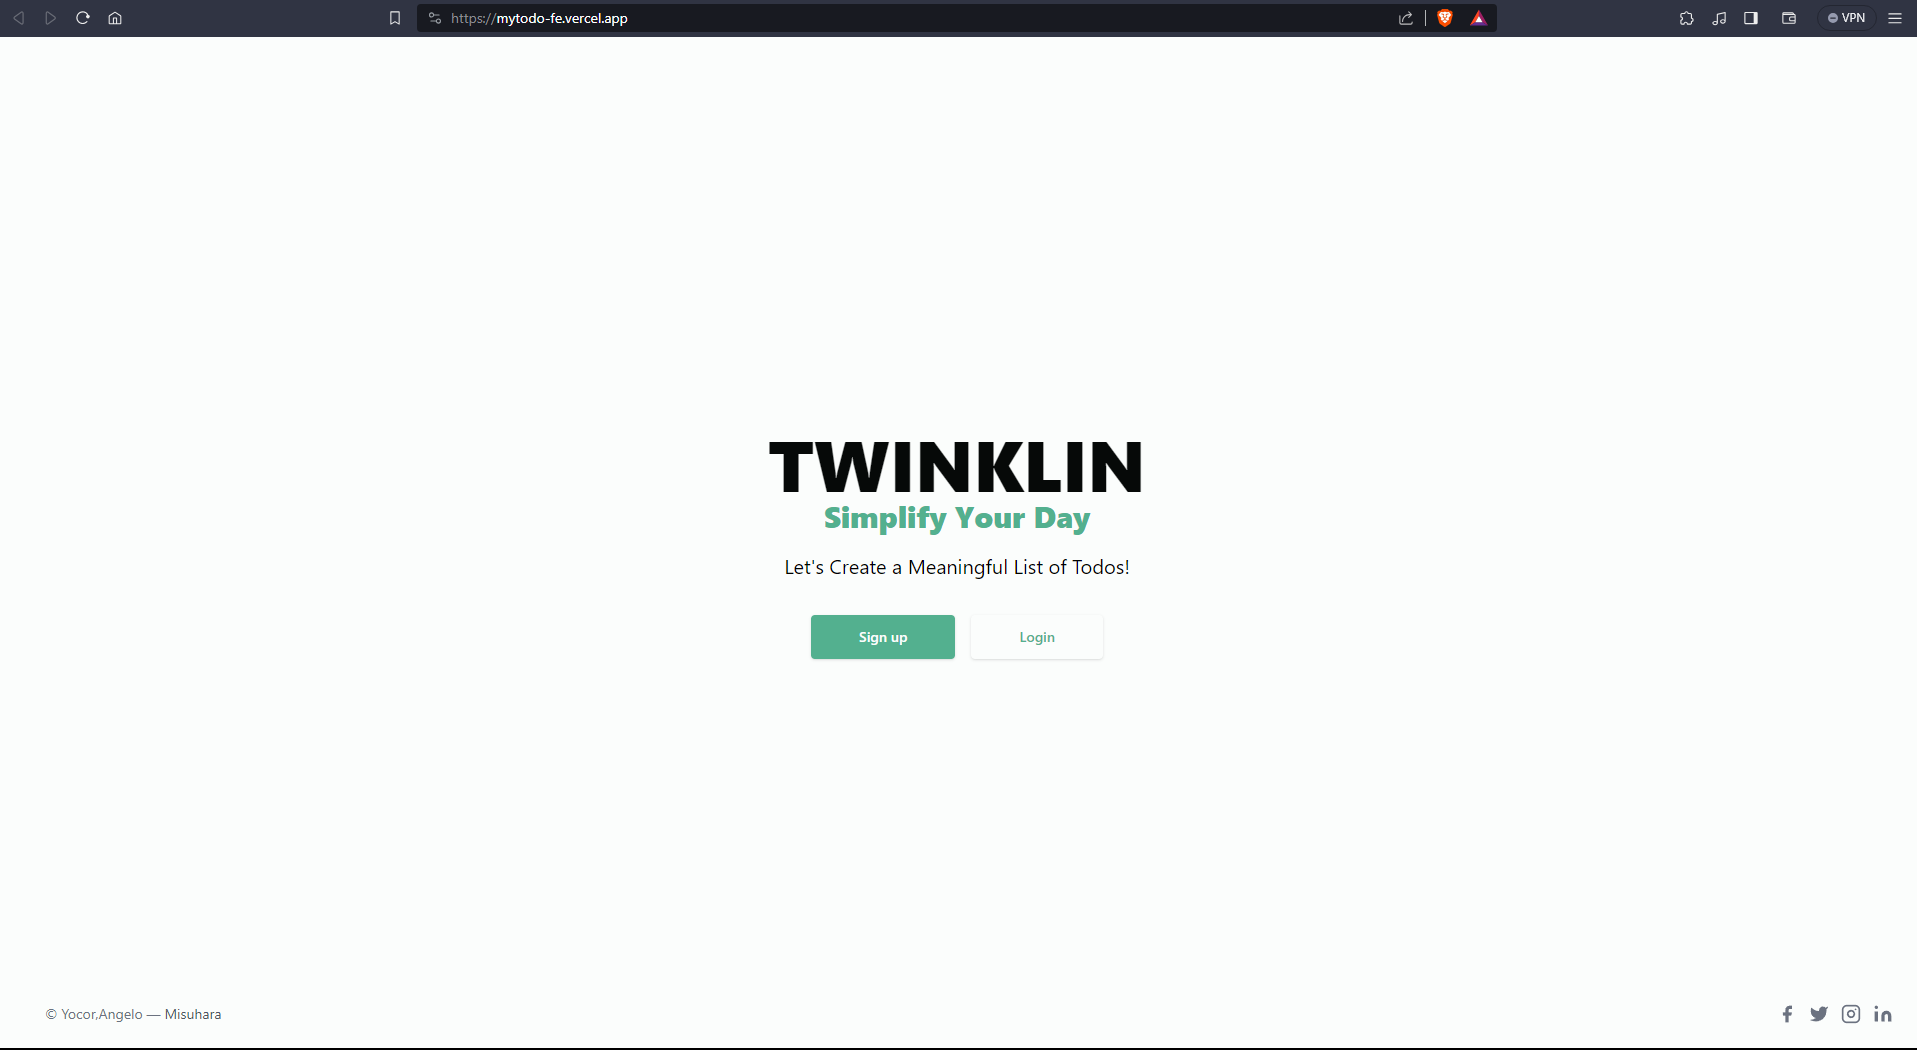 https://mytodo-fe.vercel.app
VPN
TWINKLIN
Simplify Your Day
Let's Create a Meaningful List of Todos!
Sign up
Login
© Yocor,Angelo — Misuhara